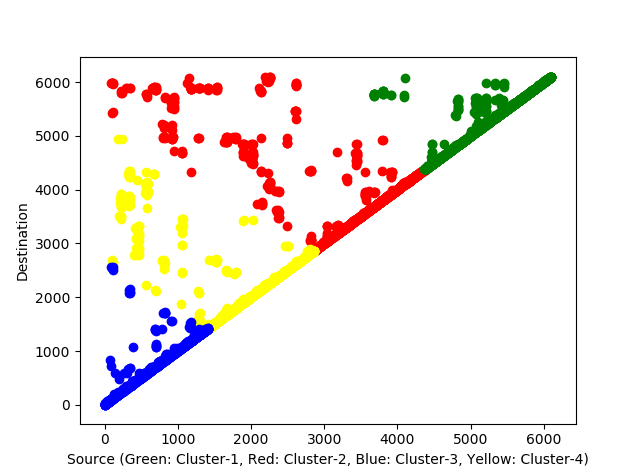 6000
5000
4000
3000
2000
1000
0
Destination
0 1000 2000 3000 4000 5000 6000
Source (Green: Cluster-1, Red: Cluster-2, Blue: Cluster-3, Yellow: Cluster-4)